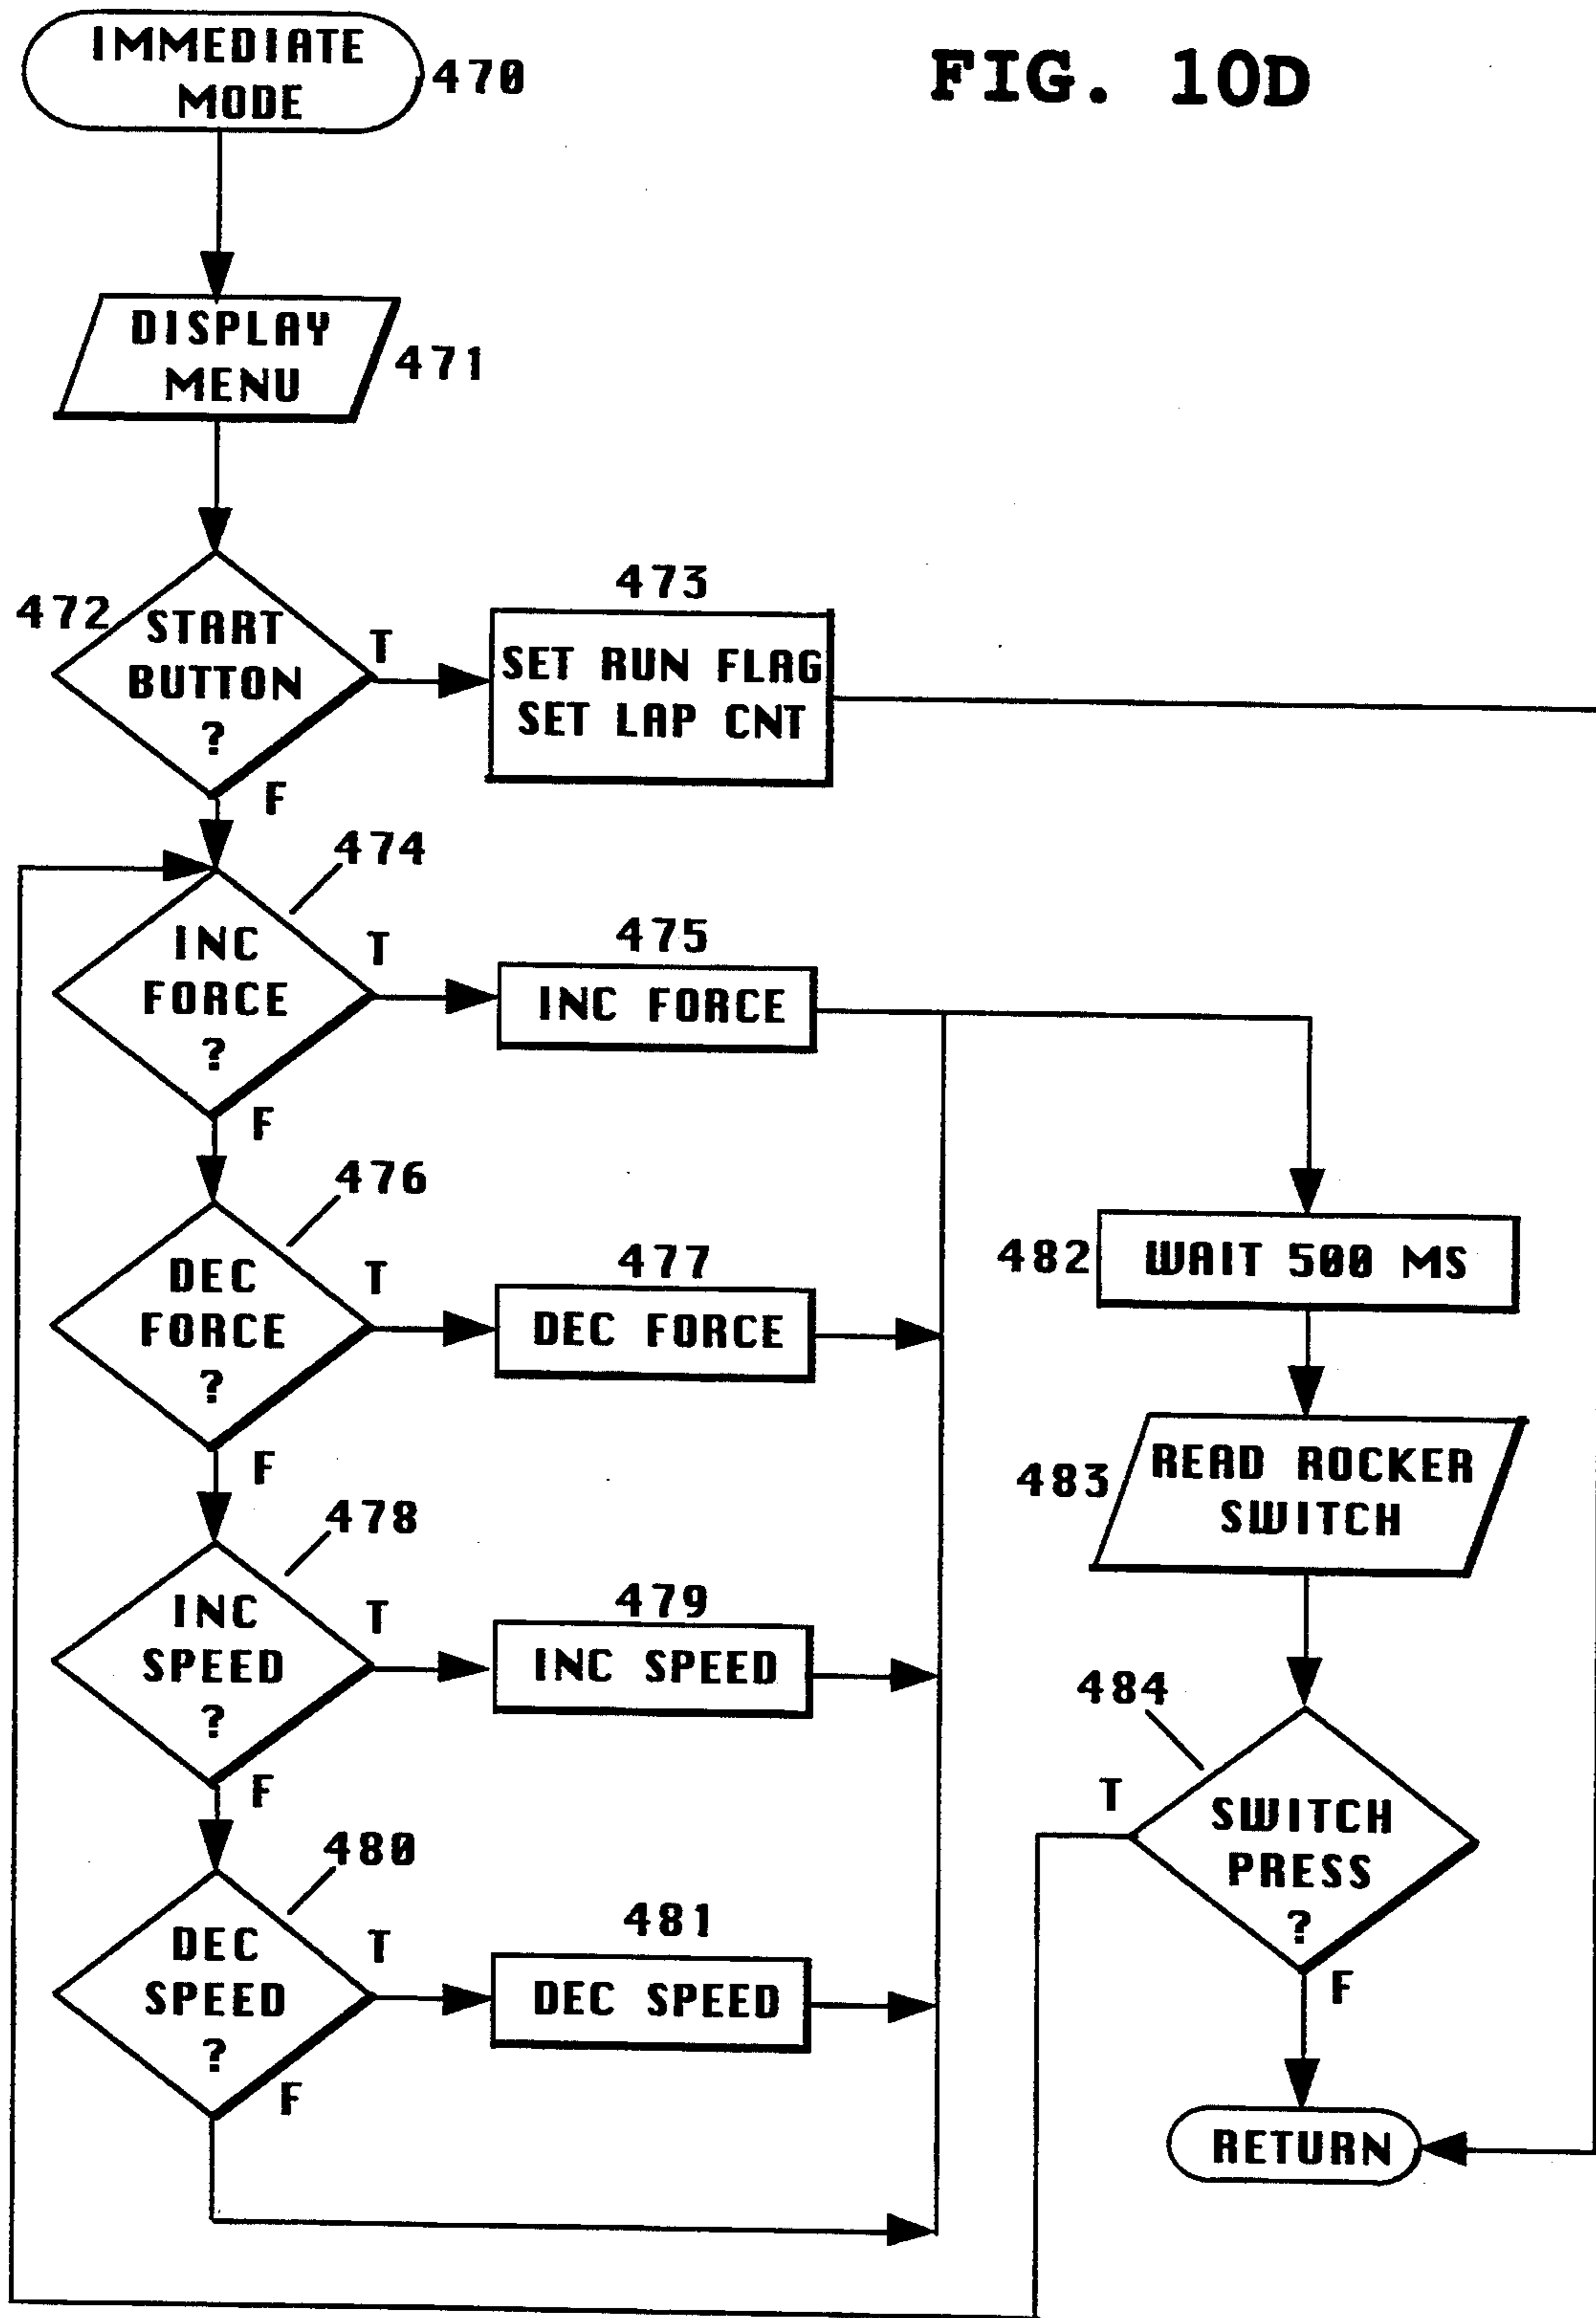 FIG. 10D
IMMEDIATE
MODE
470
DISPLAY
MENU
471
472
START
BUTTON
?
T
F
473
SET RUN FLAG
SET LAP CNT
474
INC
FORCE
?
T
F
475
INC FORCE
476
DEC
FORCE
?
T
F
477
DEC FORCE
478
INC
SPEED
?
T
F
479
INC SPEED
480
DEC
SPEED
?
T
F
481
DEC SPEED
482
WAIT 500 MS
483
READ ROCKER
SWITCH
484
SWITCH
PRESS
?
T
F
RETURN